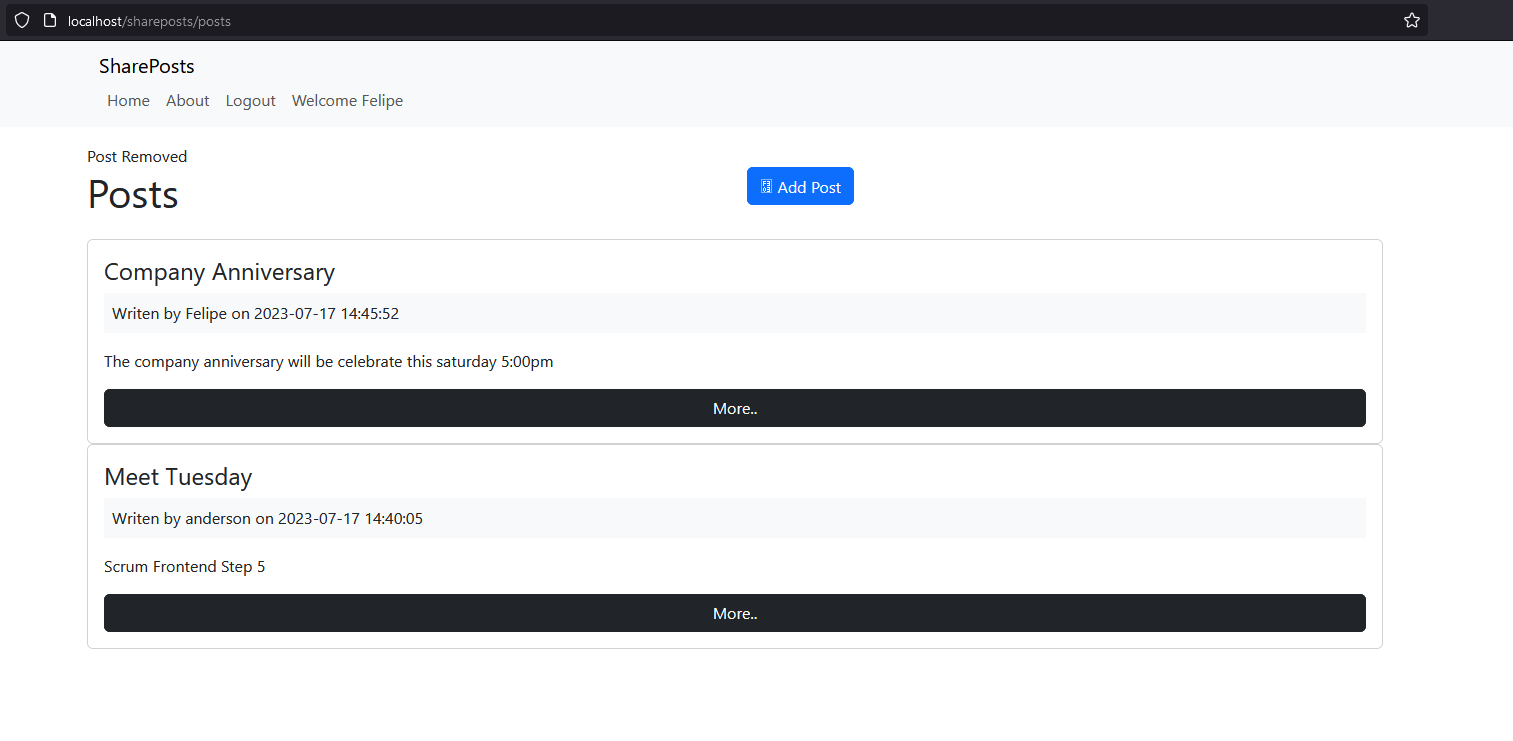 localhost/shareposts/posts
SharePosts
Home About Logout Welcome Felipe
Post Removed
Posts
Add Post
Company Anniversary
Writen by Felipe on 2023-07-17 14:45:52
The company anniversary will be celebrate this saturday 5:00pm
More..
Meet Tuesday
Writen by anderson on 2023-07-17 14:40:05
Scrum Frontend Step 5
More..